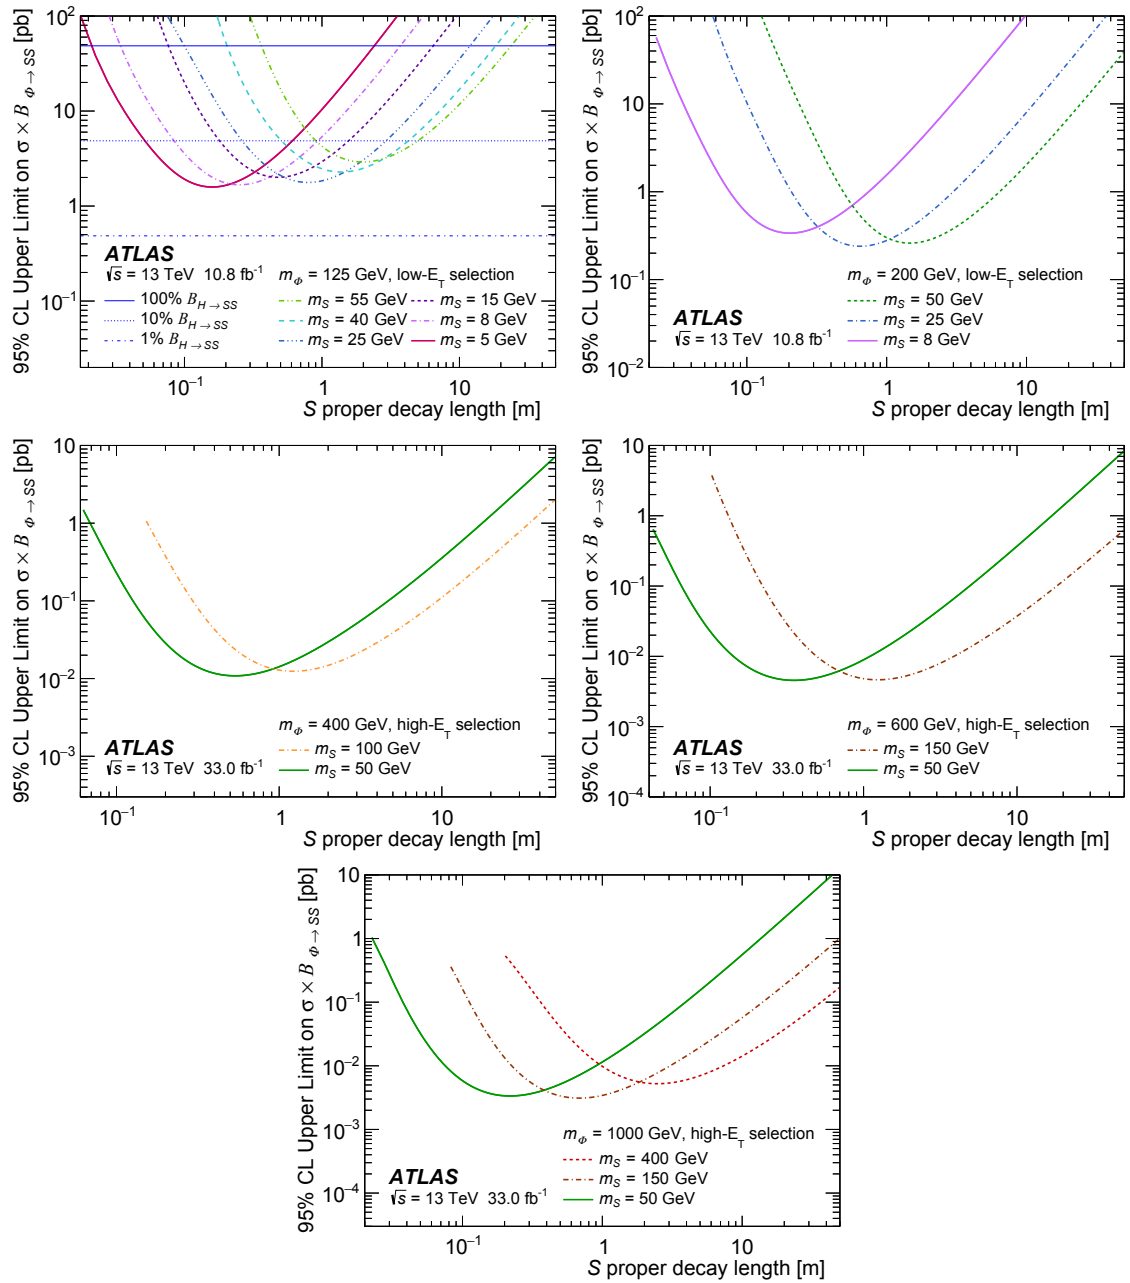 95% CL Upper Limit on σ × B Φ → SS [pb]
10²
10
1
10⁻¹
ATLAS
√s = 13 TeV 10.8 fb⁻¹
100% B H → SS
10% B H → SS
1% B H → SS
m_Φ = 125 GeV, low-E_T selection
m_S = 55 GeV
m_S = 40 GeV
m_S = 25 GeV
m_S = 15 GeV
m_S = 8 GeV
m_S = 5 GeV
10⁻¹ 1 10
S proper decay length [m]
95% CL Upper Limit on σ × B Φ → SS [pb]
10²
10
1
10⁻¹
10⁻²
ATLAS
√s = 13 TeV 10.8 fb⁻¹
m_Φ = 200 GeV, low-E_T selection
m_S = 50 GeV
m_S = 25 GeV
m_S = 8 GeV
10⁻¹ 1 10
S proper decay length [m]
95% CL Upper Limit on σ × B Φ → SS [pb]
10
1
10⁻¹
10⁻²
10⁻³
ATLAS
√s = 13 TeV 33.0 fb⁻¹
m_Φ = 400 GeV, high-E_T selection
m_S = 100 GeV
m_S = 50 GeV
10⁻¹ 1 10
S proper decay length [m]
95% CL Upper Limit on σ × B Φ → SS [pb]
10
1
10⁻¹
10⁻²
10⁻³
10⁻⁴
ATLAS
√s = 13 TeV 33.0 fb⁻¹
m_Φ = 600 GeV, high-E_T selection
m_S = 150 GeV
m_S = 50 GeV
10⁻¹ 1 10
S proper decay length [m]
95% CL Upper Limit on σ × B Φ → SS [pb]
10
1
10⁻¹
10⁻²
10⁻³
10⁻⁴
ATLAS
√s = 13 TeV 33.0 fb⁻¹
m_Φ = 1000 GeV, high-E_T selection
m_S = 400 GeV
m_S = 150 GeV
m_S = 50 GeV
10⁻¹ 1 10
S proper decay length [m]